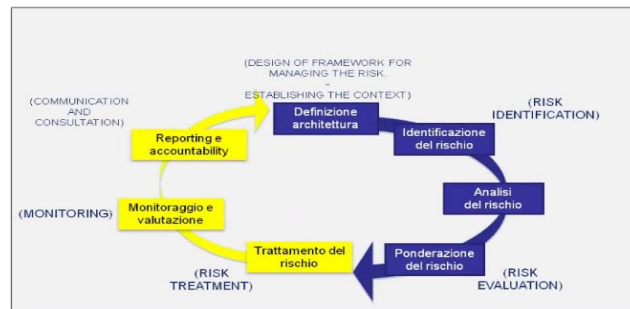 (DESIGN OF FRAMEWORK FOR
MANAGING THE RISK.
-
ESTABLISHING THE CONTEXT)
Definizione
architettura
(RISK
IDENTIFICATION)
Identificazione
del rischio
Analisi
del rischio
Ponderazione
del rischio
(RISK
EVALUATION)
Trattamento del
rischio
(RISK
TREATMENT)
Monitoraggio e
valutazione
(MONITORING)
Reporting e
accountability
(COMMUNICATION
AND
CONSULTATION)